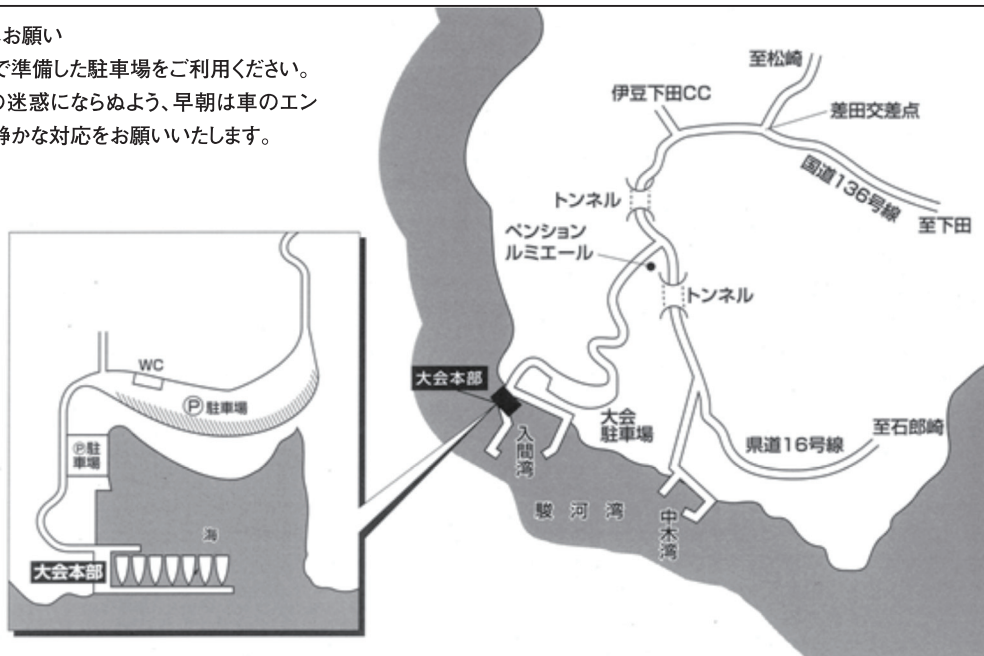 お願い
で準備した駐車場をご利用ください。
の迷惑にならぬよう、早朝は車のエン
静かな対応をお願いいたします。
至松崎
伊豆下田CC
差田交差点
国道136号線
至下田
トンネル
ペンション
ルミエール
トンネル
大会本部
大会
駐車場
入間湾
県道16号線
至石郎崎
駿河湾
中木湾
WC
Ⓟ駐車場
Ⓟ駐
車場
海
大会本部